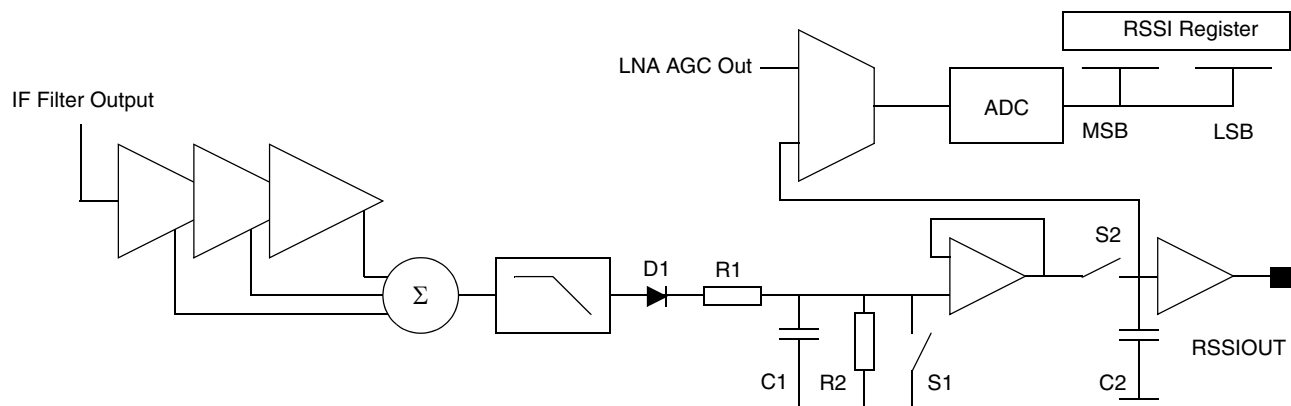 RSSI Register
LNA AGC Out
ADC
IF Filter Output
MSB
LSB
S2
D1
R1
Σ
RSSIOUT
C1
R2
S1
C2